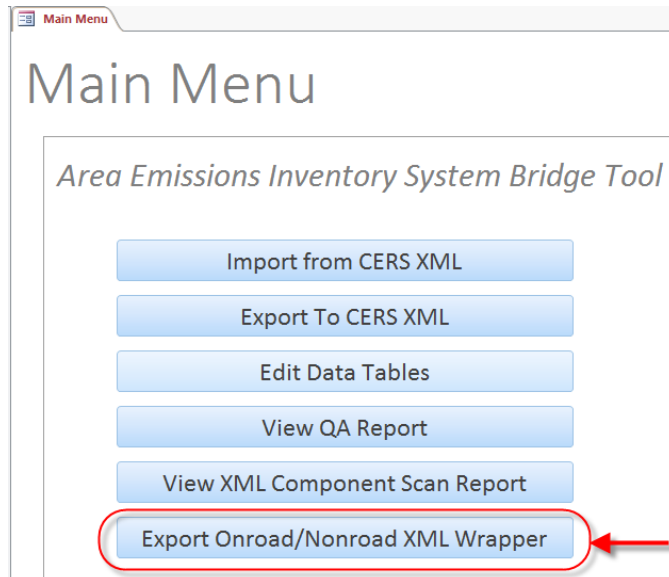 Main Menu
Main Menu
Area Emissions Inventory System Bridge Tool
Import from CERS XML
Export To CERS XML
Edit Data Tables
View QA Report
View XML Component Scan Report
Export Onroad/Nonroad XML Wrapper